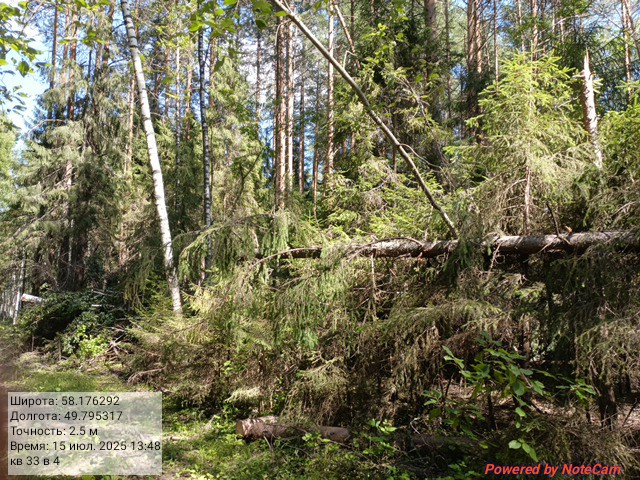 Широта: 58.176292
Долгота: 49.795317
Точность: 2.5 м
Время: 15 июл. 2025 13:48
кв 33 в 4
Powered by NoteCam